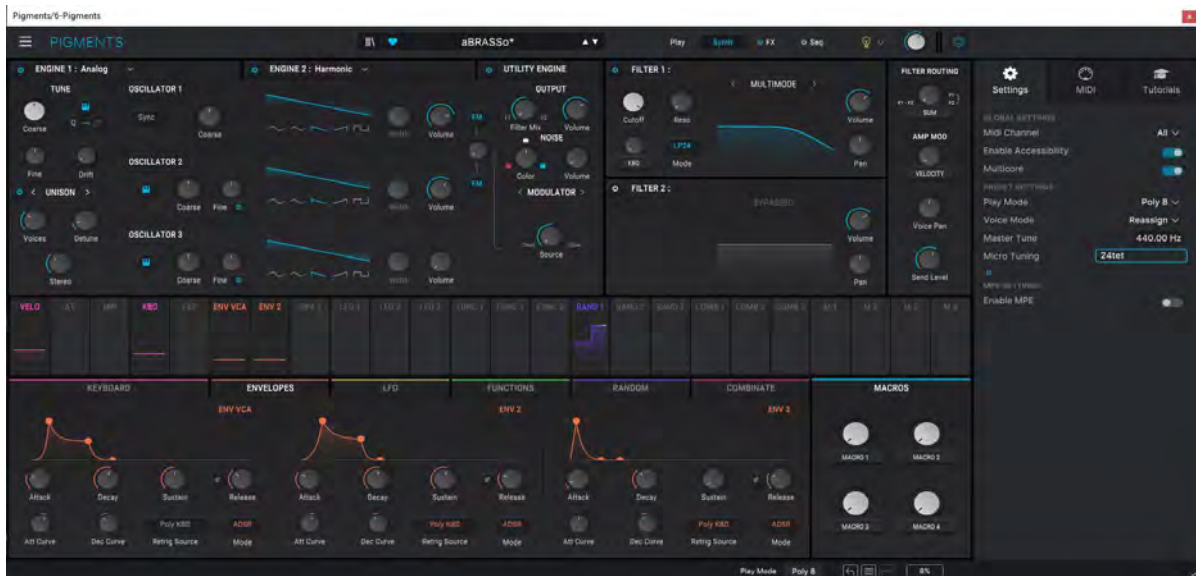 Pigments/6-Pigments
PIGMENTS
aBRASSo*
Play Synth FX Seq
ENGINE 1 : Analog
ENGINE 2 : Harmonic
UTILITY ENGINE
FILTER 1 :
FILTER ROUTING
TUNE
OSCILLATOR 1
OUTPUT
MULTIMODE
Coarse
Sync
Coarse
Volume
FM
Filter Mix
Volume
Cutoff
Reso
Volume
SUM
NOISE
AMP MOD
Fine
Drift
OSCILLATOR 2
Color
Volume
KBD
LP24
Mode
Pan
VELOCITY
UNISON
Coarse
Fine
Volume
FM
MODULATOR
FILTER 2 :
BYPASSED
Voices
Detune
OSCILLATOR 3
Source
Volume
Voice Pan
Stereo
Coarse
Fine
Volume
Pan
Send Level
Settings
MIDI
Tutorials
GLOBAL SETTINGS
Midi Channel All
Enable Accessibility
Multicore
PRESET SETTINGS
Play Mode Poly 8
Voice Mode Reassign
Master Tune 440.00 Hz
Micro Tuning 24tet
Enable MPE
VELO
KBD
ENV VCA ENV 2
RAND 1
KEYBOARD ENVELOPES LFO FUNCTIONS RANDOM COMBINATE MACROS
ENV VCA ENV 2 ENV 3
MACRO 1 MACRO 2
Attack Decay Sustain Release Attack Decay Sustain Release Attack Decay Sustain Release
Poly KBD ADSR Poly KBD ADSR Poly KBD ADSR
MACRO 3 MACRO 4
Att Curve Dec Curve Retrig Source Mode Att Curve Dec Curve Retrig Source Mode Att Curve Dec Curve Retrig Source Mode
Play Mode Poly 8 8%